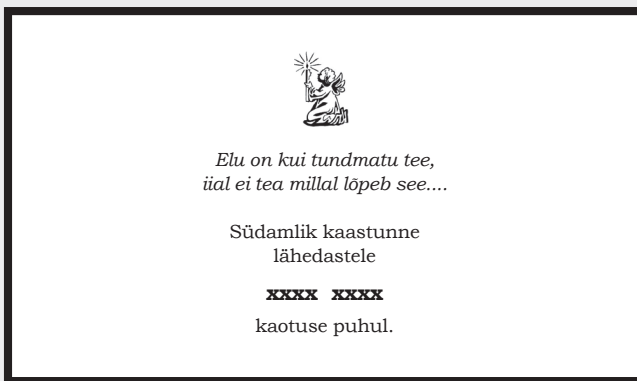 Elu on kui tundmatu tee,
iial ei tea millal lõpeb see....
Südamlik kaastunne
lähedastele
xxxx xxxx
kaotuse puhul.